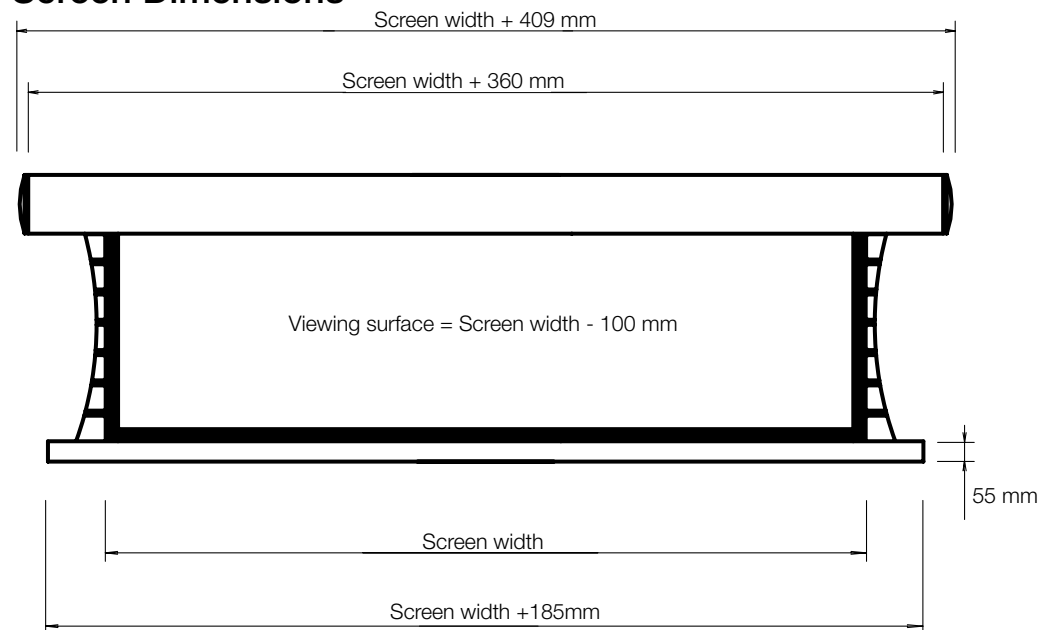 Screen Dimensions
Screen width + 409 mm
Screen width + 360 mm
Viewing surface = Screen width - 100 mm
55 mm
Screen width
Screen width +185mm